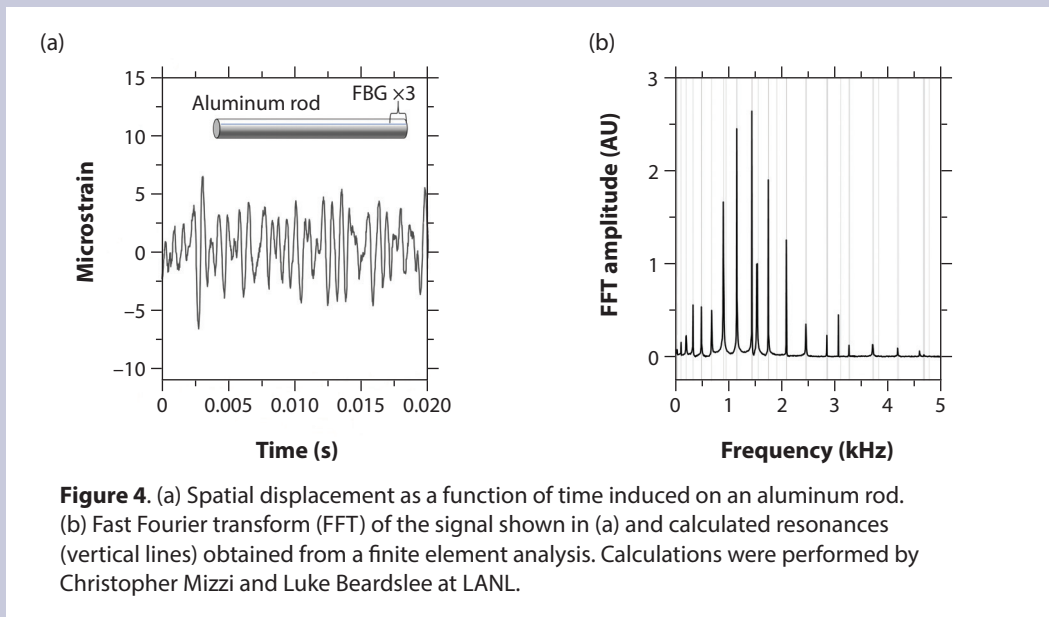 (a)
15
10
5
0
−5
−10
Microstrain
Aluminum rod
FBG ×3
0
0.005
0.010
0.015
0.020
Time (s)
(b)
3
2
1
0
FFT amplitude (AU)
0
1
2
3
4
5
Frequency (kHz)
Figure 4. (a) Spatial displacement as a function of time induced on an aluminum rod.
(b) Fast Fourier transform (FFT) of the signal shown in (a) and calculated resonances
(vertical lines) obtained from a finite element analysis. Calculations were performed by
Christopher Mizzi and Luke Beardslee at LANL.